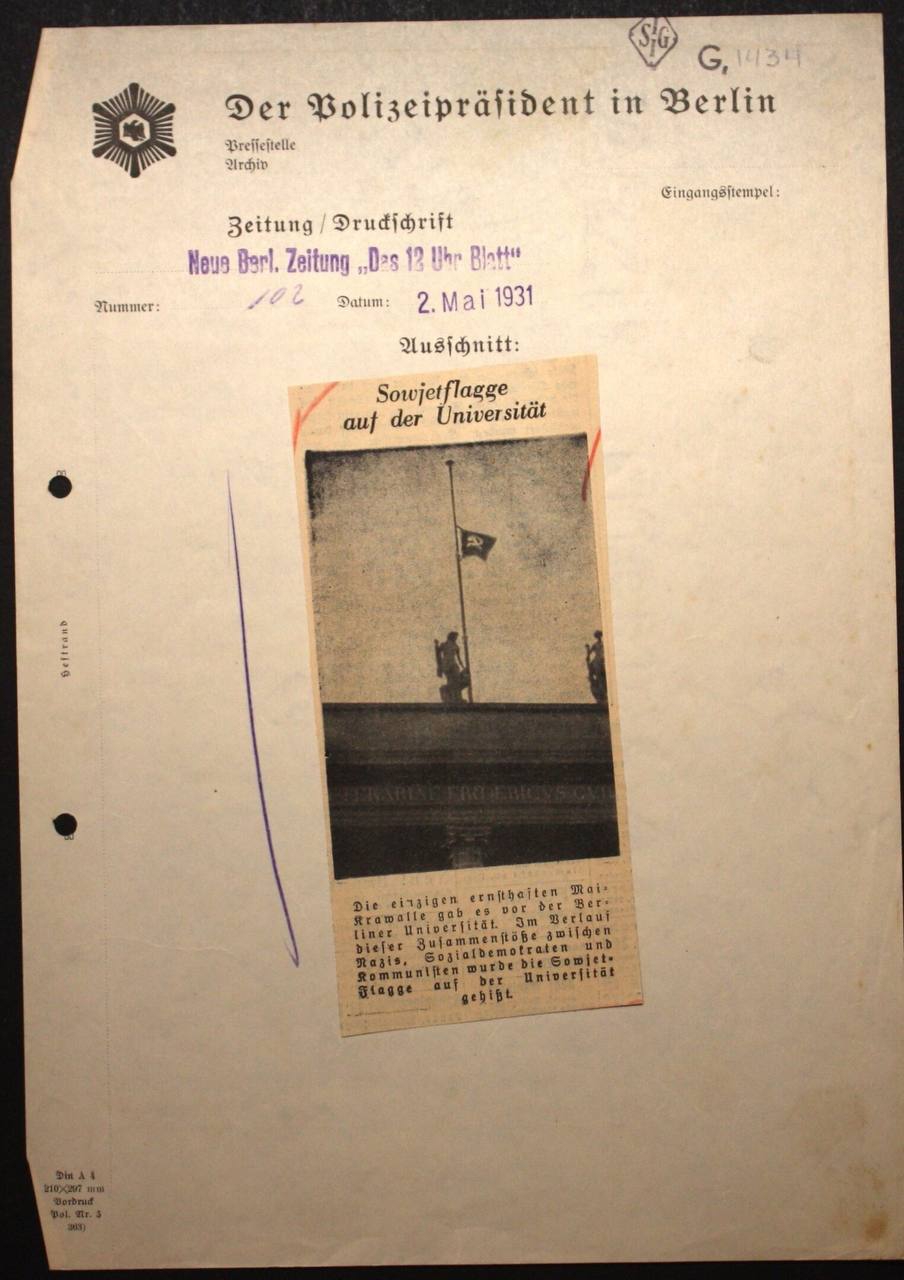 SIG
G. 1434
Der Polizeipräsident in Berlin
Pressestelle
Archiv
Eingangsstempel:
Zeitung / Druckschrift
Neue Berl. Zeitung „Das 12 Uhr Blatt“
Nummer: 102 Datum: 2. Mai 1931
Ausschnitt:
Sowjetflagge
auf der Universität
FRIDERICVS
Die einzigen ernsthaften Mai-
Krawalle gab es vor der Ber-
liner Universität. Im Verlauf
dieser Zusammenstöße zwischen
Nazis, Sozialdemokraten und
Kommunisten wurde die Sowjet-
Flagge auf der Universität
gehißt.
Heftrand
Din A 4
210×297 mm
Vordruck
Pol. Nr. 5